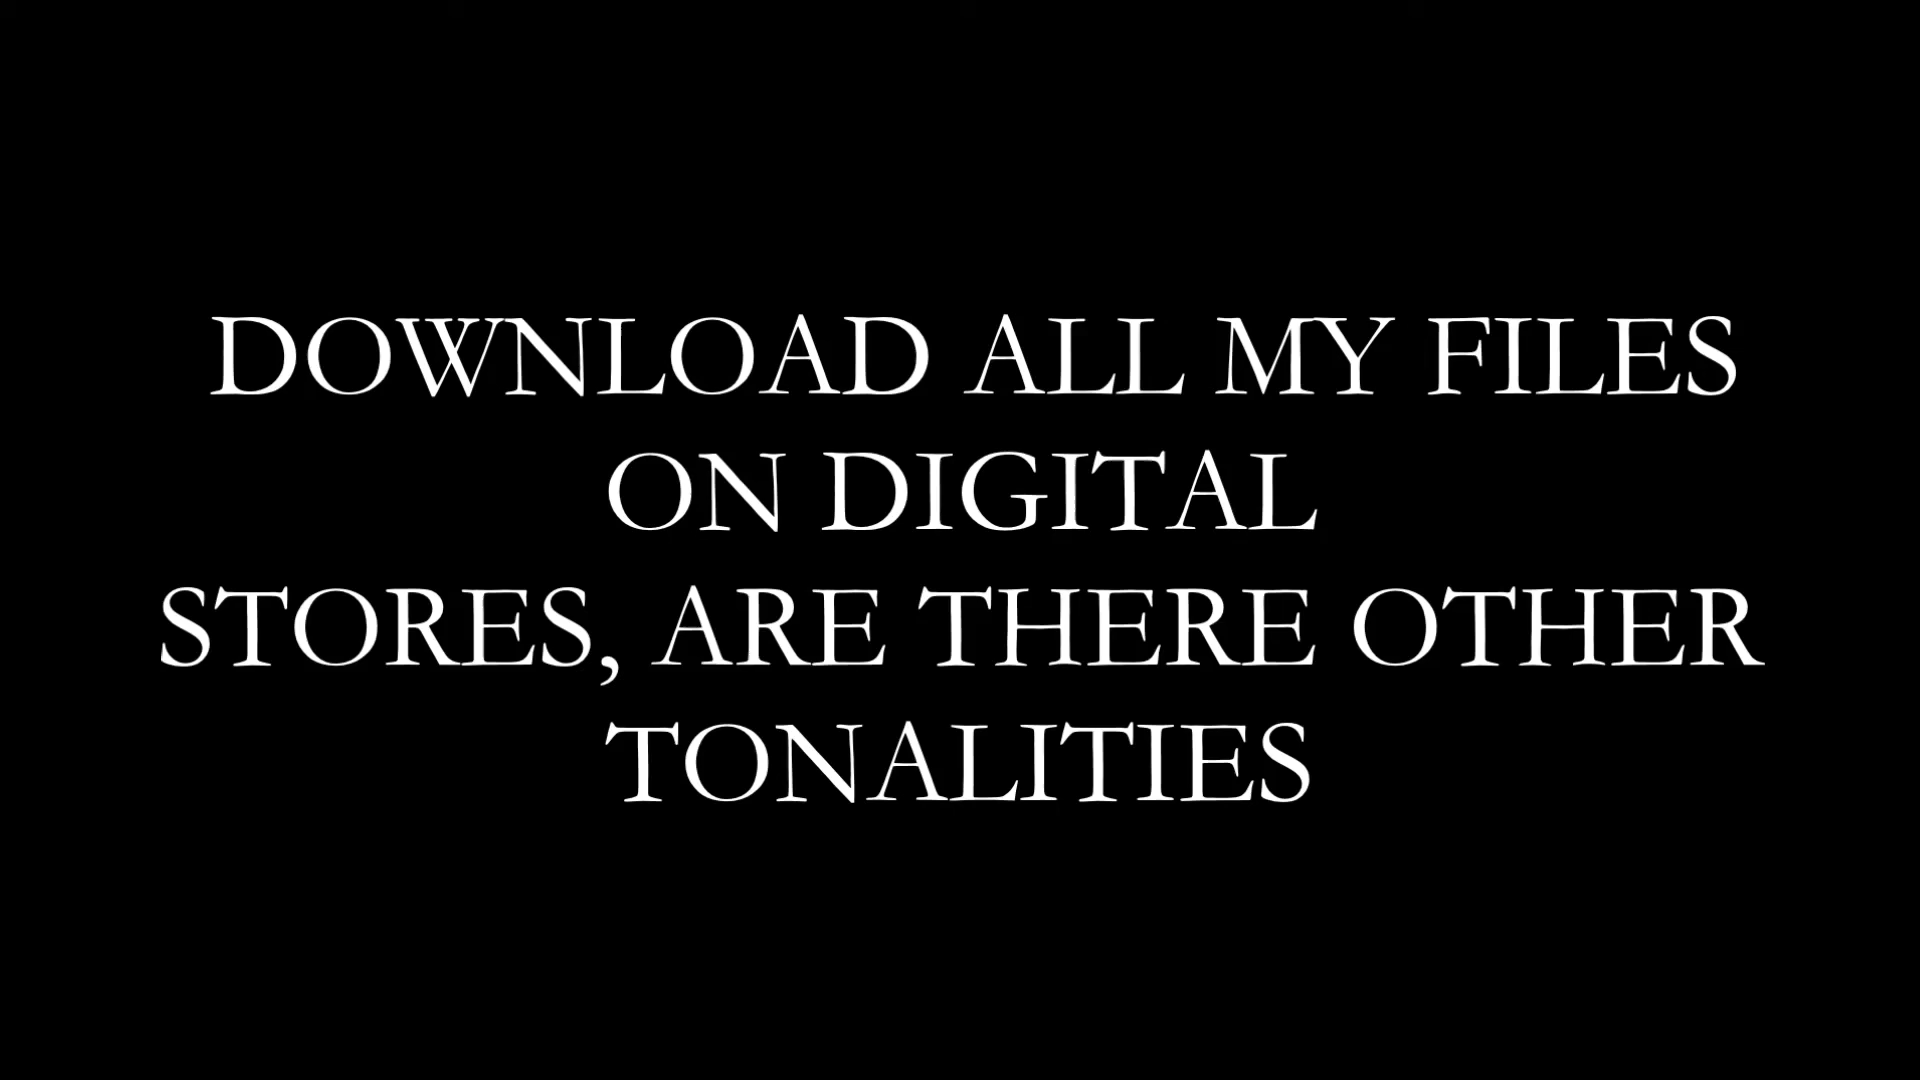 DOWNLOAD ALL MY FILES
ON DIGITAL
STORES, ARE THERE OTHER
TONALITIES